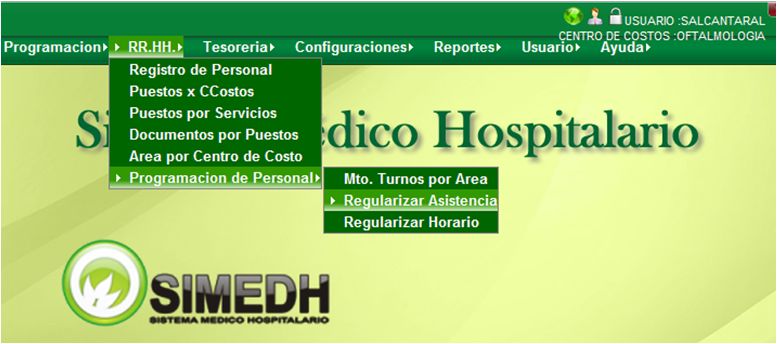 USUARIO :SALCANTARAL
CENTRO DE COSTOS :OFTALMOLOGIA
Programacion RR.HH. Tesoreria Configuraciones Reportes Usuario Ayuda
Registro de Personal
Puestos x CCostos
Puestos por Servicios
Documentos por Puestos
Area por Centro de Costo
Programacion de Personal
Mto. Turnos por Area
Regularizar Asistencia
Regularizar Horario
Hospitalario
SIMEDH
SISTEMA MEDICO HOSPITALARIO